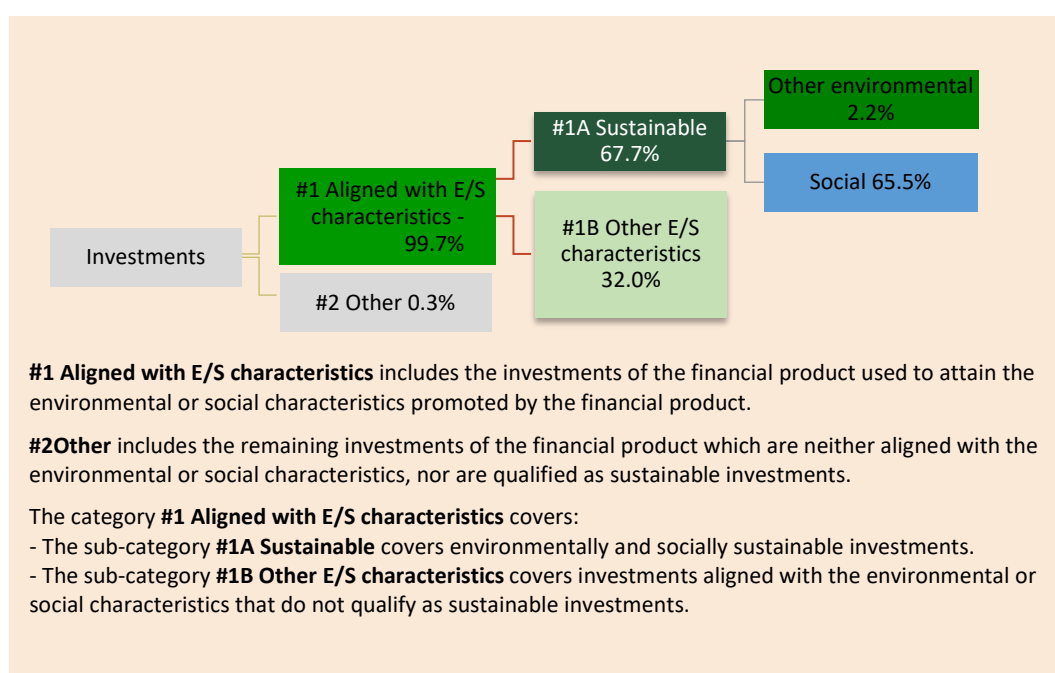 Other environmental
2.2%
#1A Sustainable
67.7%
Social 65.5%
#1 Aligned with E/S
characteristics -
99.7%
#1B Other E/S
characteristics
32.0%
Investments
#2 Other 0.3%
#1 Aligned with E/S characteristics includes the investments of the financial product used to attain the
environmental or social characteristics promoted by the financial product.
#2Other includes the remaining investments of the financial product which are neither aligned with the
environmental or social characteristics, nor are qualified as sustainable investments.
The category #1 Aligned with E/S characteristics covers:
- The sub-category #1A Sustainable covers environmentally and socially sustainable investments.
- The sub-category #1B Other E/S characteristics covers investments aligned with the environmental or
social characteristics that do not qualify as sustainable investments.